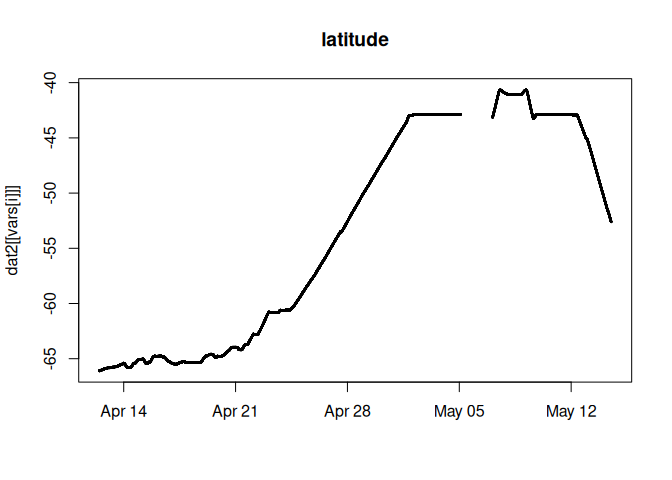 latitude
dat2[[vars[i]]]
-40
-45
-50
-55
-60
-65
Apr 14
Apr 21
Apr 28
May 05
May 12